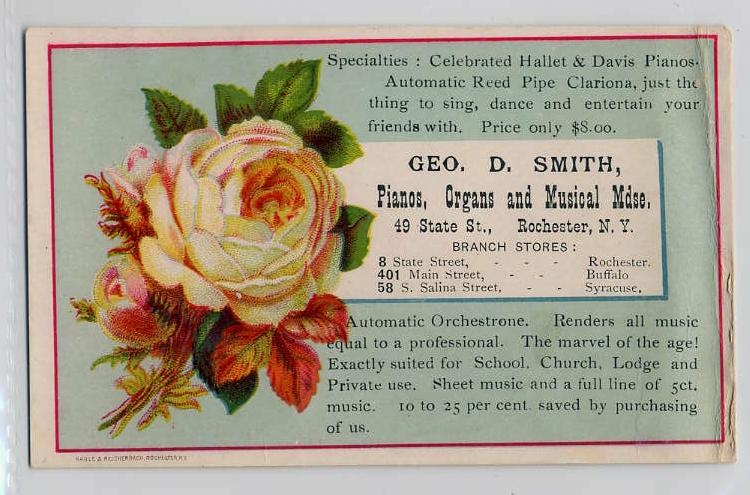 Specialties : Celebrated Hallet & Davis Pianos.
Automatic Reed Pipe Clariona, just the
thing to sing, dance and entertain your
friends with. Price only $8.00.
GEO. D. SMITH,
Pianos, Organs and Musical Mdse.
49 State St., Rochester, N. Y.
BRANCH STORES :
8 State Street, - - - Rochester.
401 Main Street, - - Buffalo
58 S. Salina Street, - - Syracuse,
Automatic Orchestrone. Renders all music
equal to a professional. The marvel of the age!
Exactly suited for School, Church, Lodge and
Private use. Sheet music and a full line of 5ct.
music. 10 to 25 per cent. saved by purchasing
of us.
ROCHESTER, N.Y.